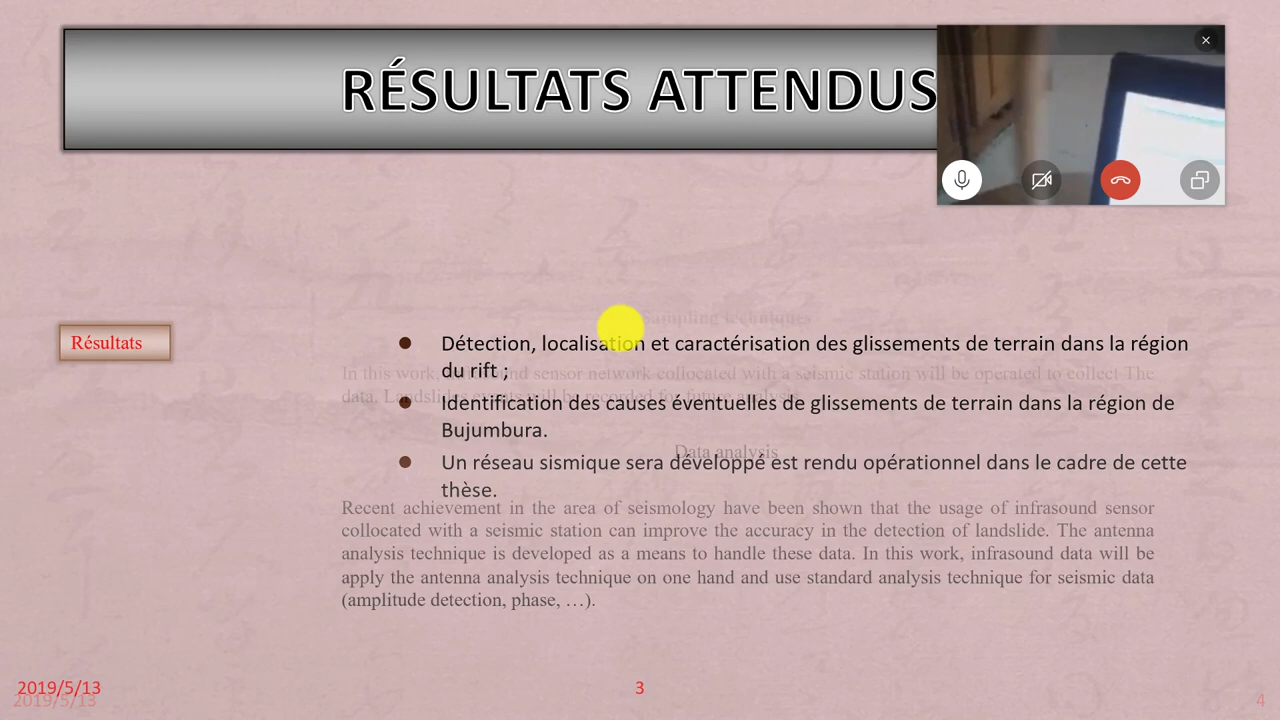 RÉSULTATS ATTENDUS
Résultats
Sampling technique
Détection, localisation et caractérisation des glissements de terrain dans la région
du rift ;
In this work, sensor network collocated with a seismic station will be operated to collect The
data. Landslide will be recorded for future analysis
Identification des causes éventuelles de glissements de terrain dans la région de
Bujumbura.
Data analysis
Un réseau sismique sera développé est rendu opérationnel dans le cadre de cette
thèse.
Recent achievement in the area of seismology have been shown that the usage of infrasound sensor
collocated with a seismic station can improve the accuracy in the detection of landslide. The antenna
analysis technique is developed as a means to handle these data. In this work, infrasound data will be
apply the antenna analysis technique on one hand and use standard analysis technique for seismic data
(amplitude detection, phase, …).
2019/5/13
3
2019/5/13
4